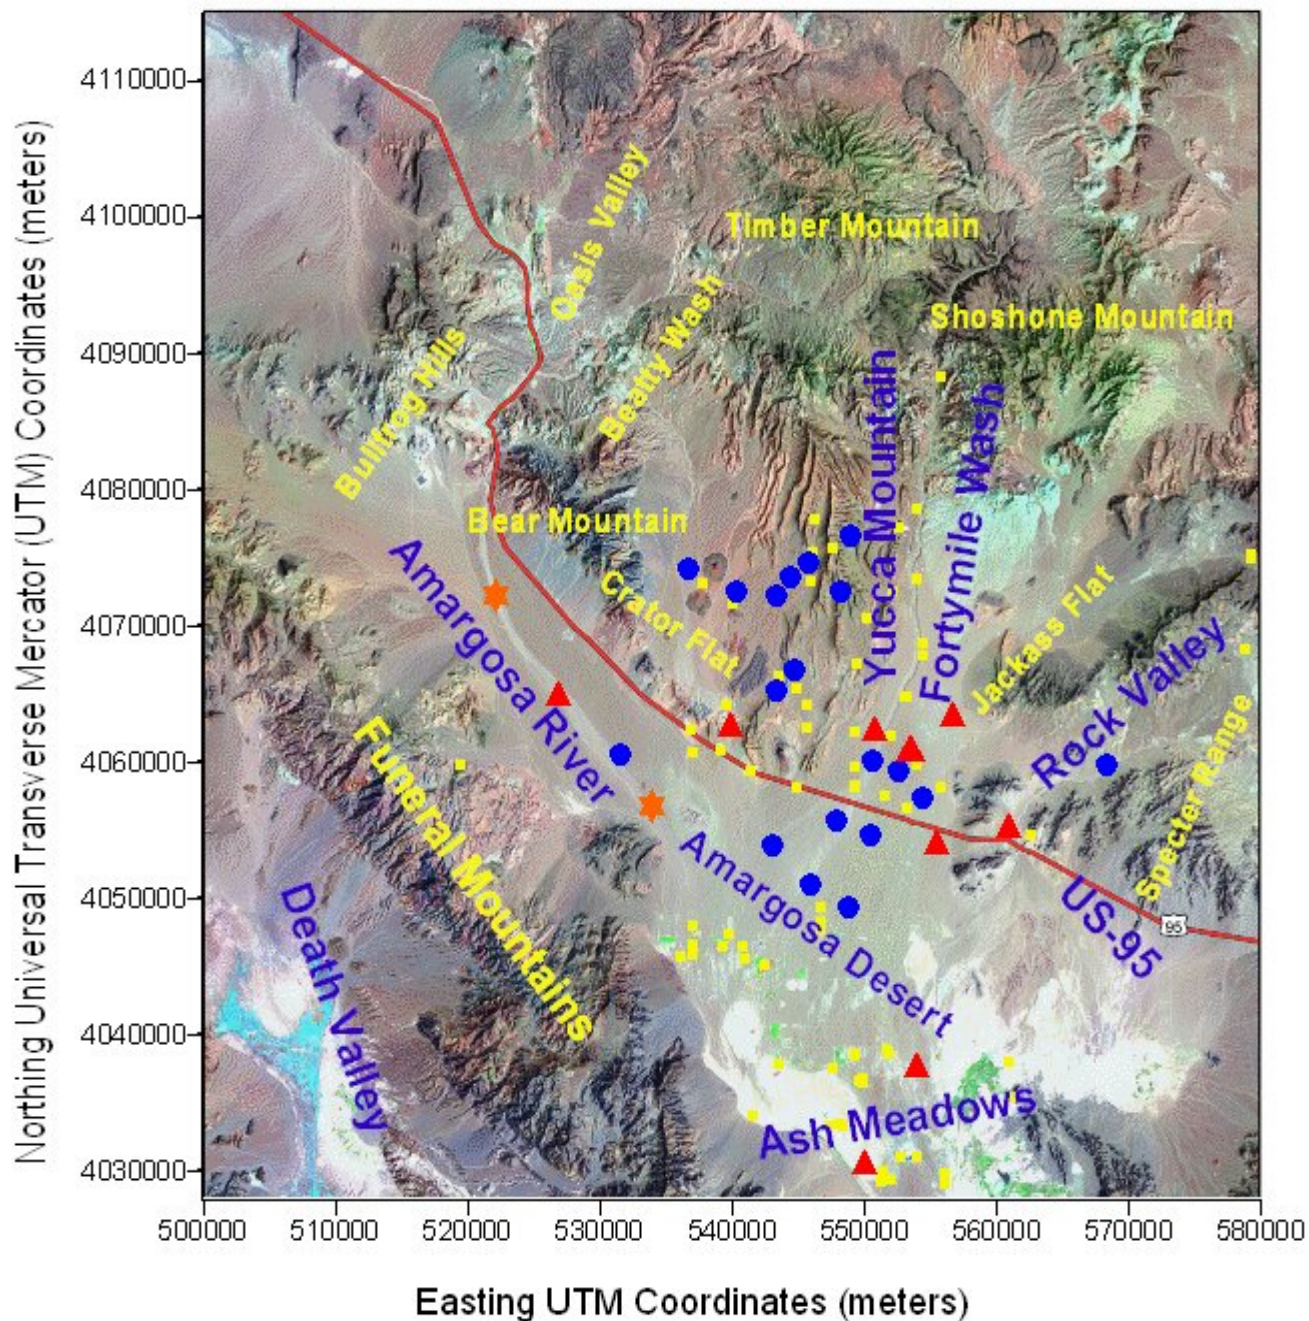 Northing Universal Transverse Mercator (UTM) Coordinates (meters)
4110000
4100000
4090000
4080000
4070000
4060000
4050000
4040000
4030000
Oasis Valley
Timber Mountain
Beatty Wash
Shoshone Mountain
Bullfrog Hills
Yucca Mountain
Fortymile Wash
Bear Mountain
Amargosa River
Crator Flat
Jackass Flat
Rock Valley
Specter Range
Funeral Mountains
Amargosa Desert
US-95
95
Death Valley
Ash Meadows
500000 510000 520000 530000 540000 550000 560000 570000 580000
Easting UTM Coordinates (meters)